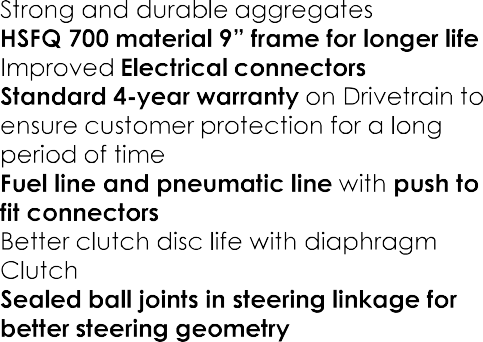 Strong and durable aggregates
HSFQ 700 material 9” frame for longer life
Improved Electrical connectors
Standard 4-year warranty on Drivetrain to
ensure customer protection for a long
period of time
Fuel line and pneumatic line with push to
fit connectors
Better clutch disc life with diaphragm
Clutch
Sealed ball joints in steering linkage for
better steering geometry